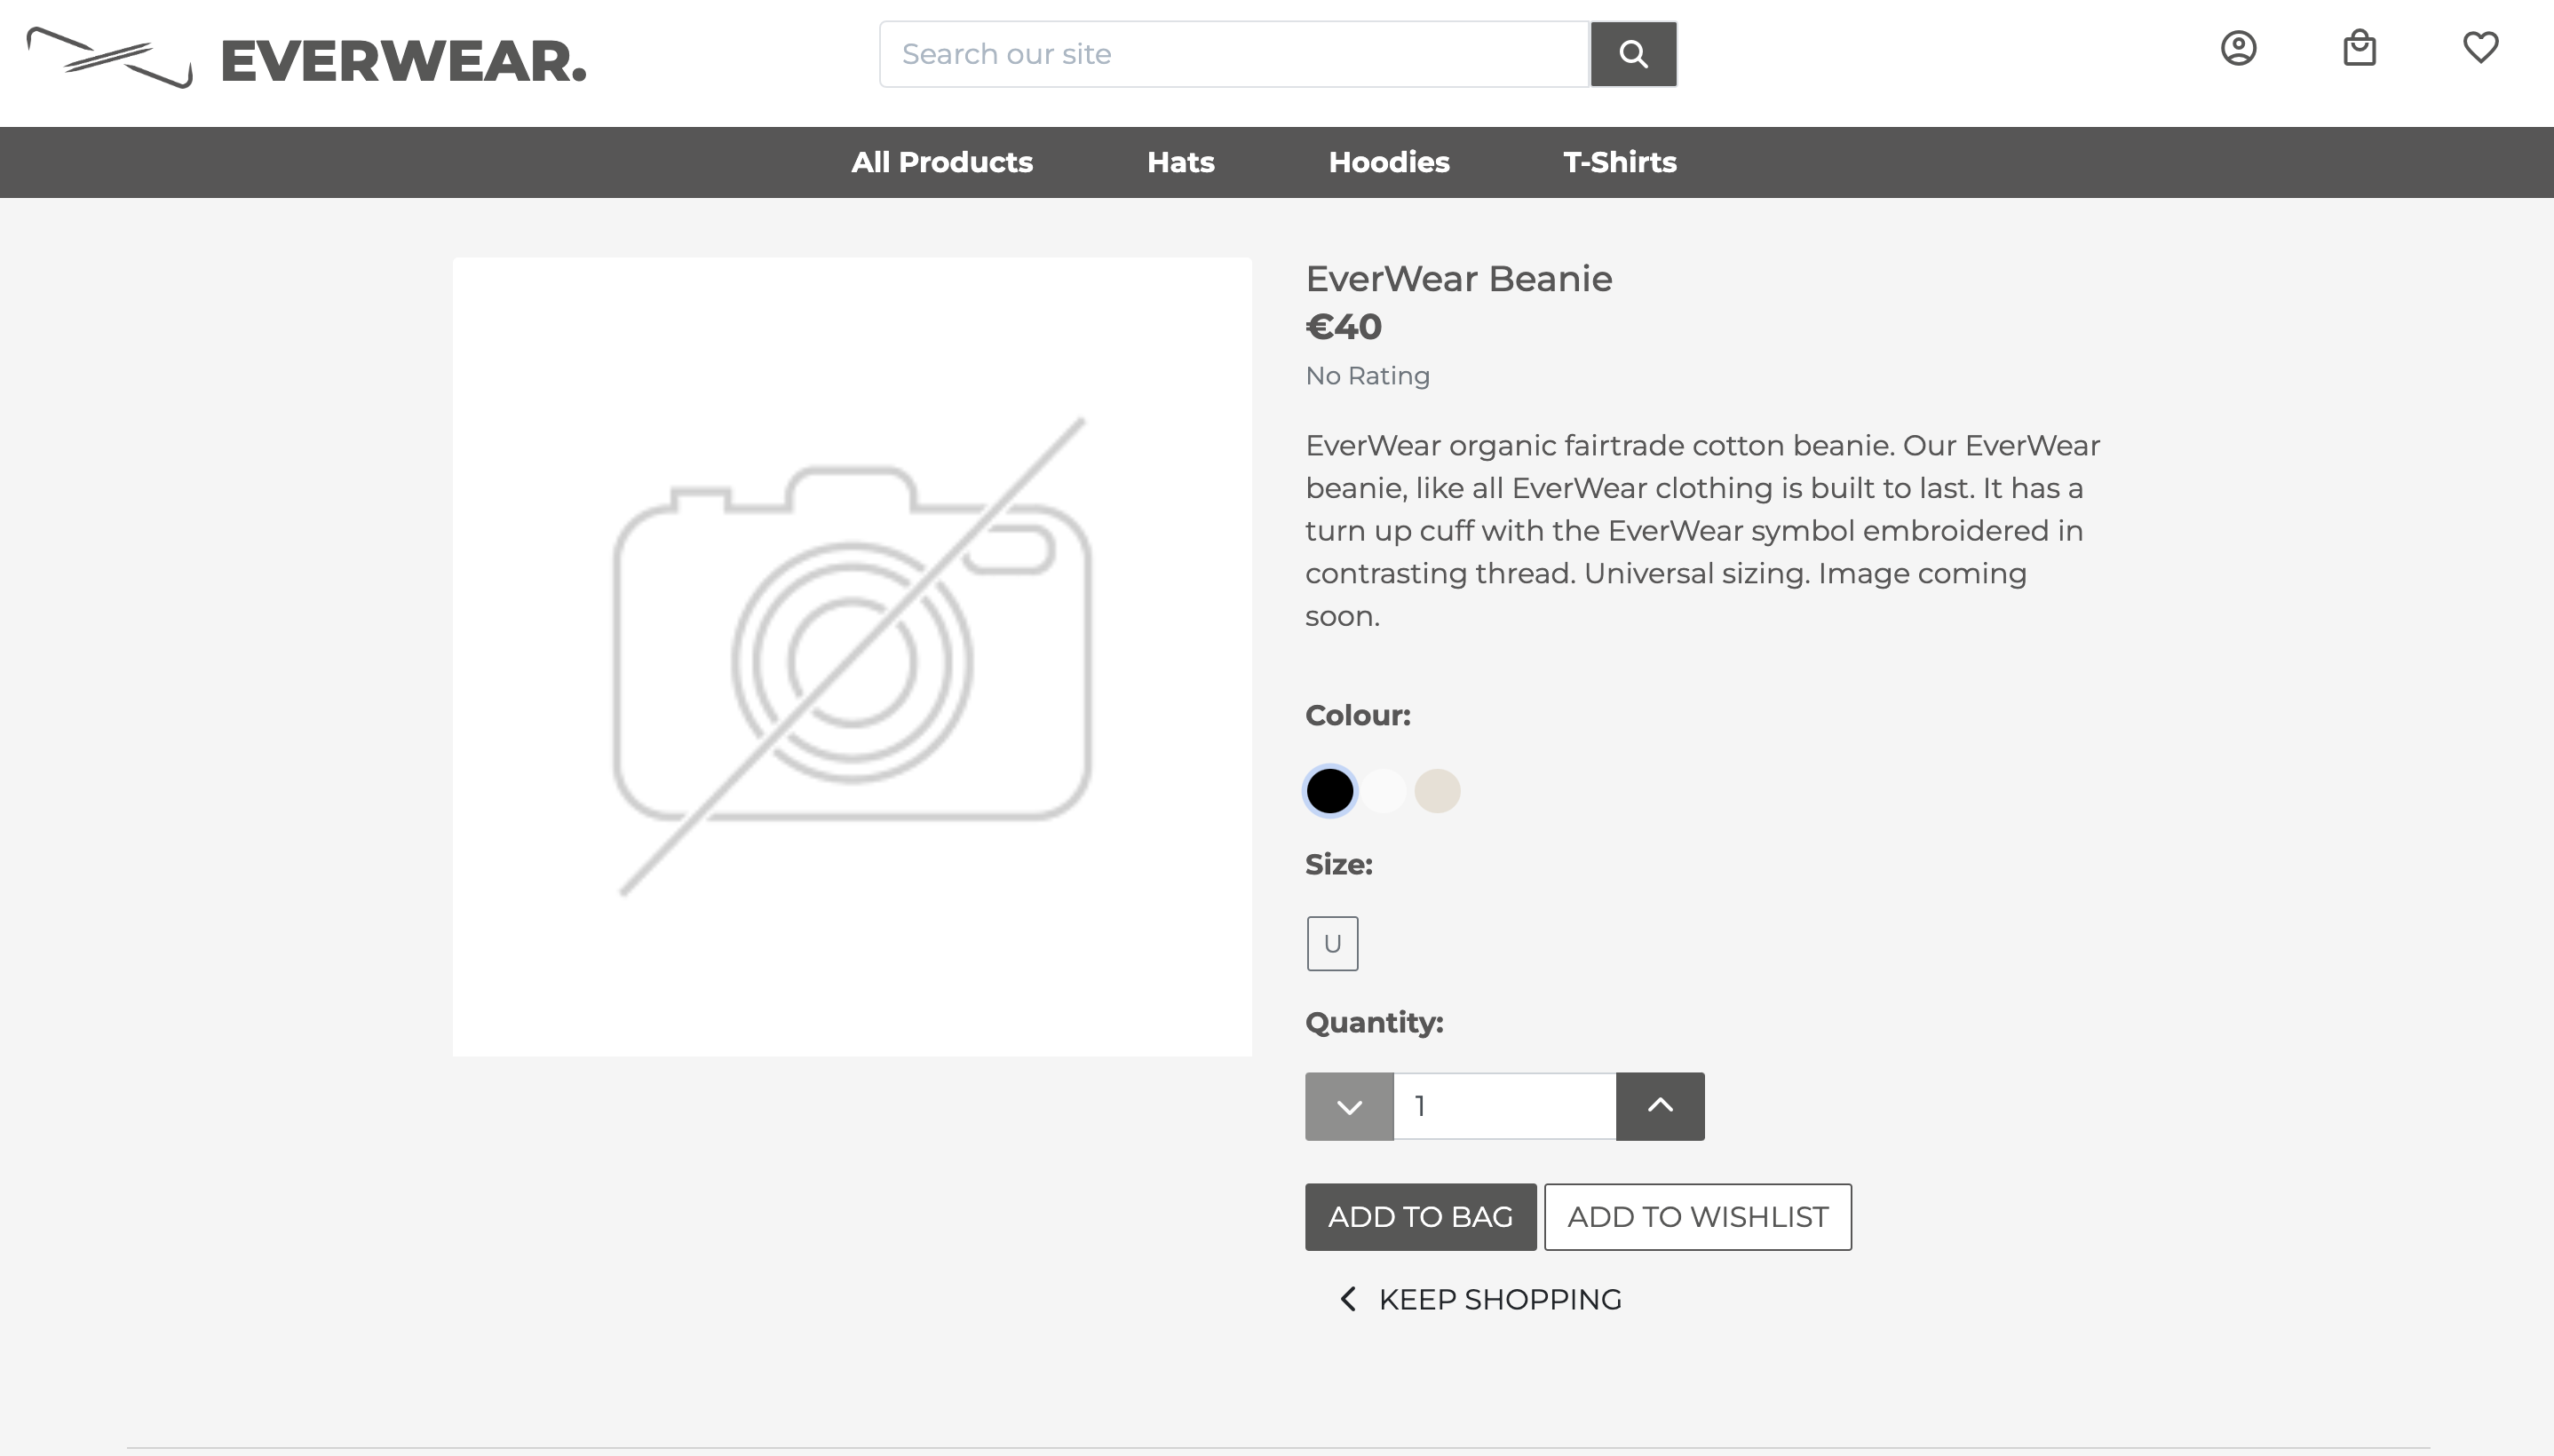 EVERWEAR.
Search our site
All Products
Hats
Hoodies
T-Shirts
EverWear Beanie
€40
No Rating
EverWear organic fairtrade cotton beanie. Our EverWear
beanie, like all EverWear clothing is built to last. It has a
turn up cuff with the EverWear symbol embroidered in
contrasting thread. Universal sizing. Image coming
soon.
Colour:
Size:
U
Quantity:
1
ADD TO BAG
ADD TO WISHLIST
KEEP SHOPPING